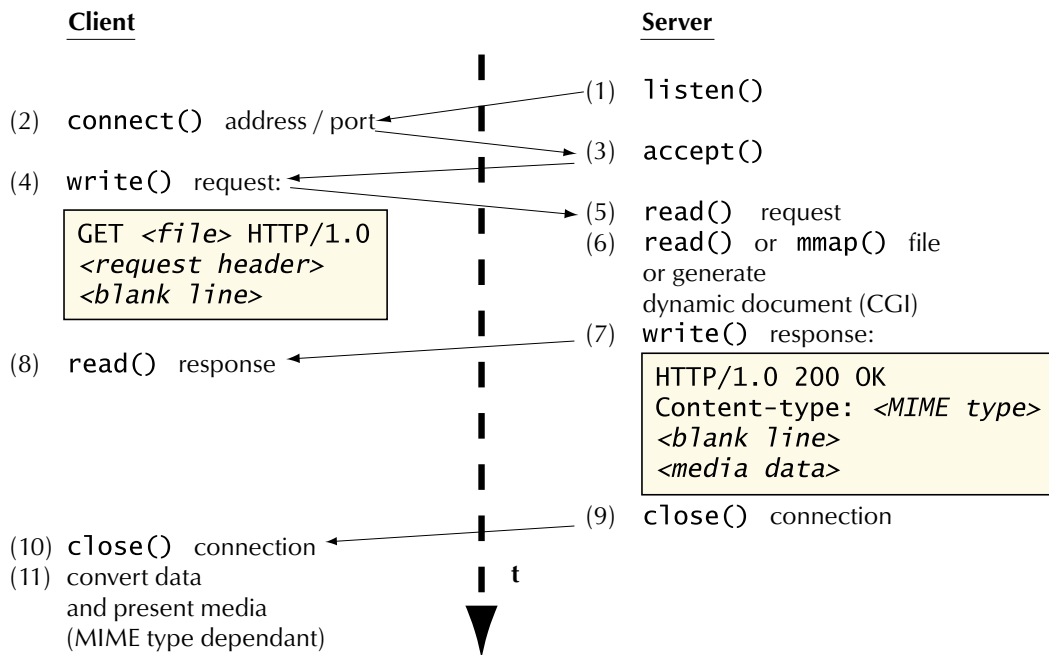 Client
Server
(1) listen()
(2) connect() address / port
(3) accept()
(4) write() request:
GET <file> HTTP/1.0
<request header>
<blank line>
(5) read() request
(6) read() or mmap() file
or generate
dynamic document (CGI)
(7) write() response:
(8) read() response
HTTP/1.0 200 OK
Content-type: <MIME type>
<blank line>
<media data>
(9) close() connection
(10) close() connection
(11) convert data
and present media
(MIME type dependant)
t